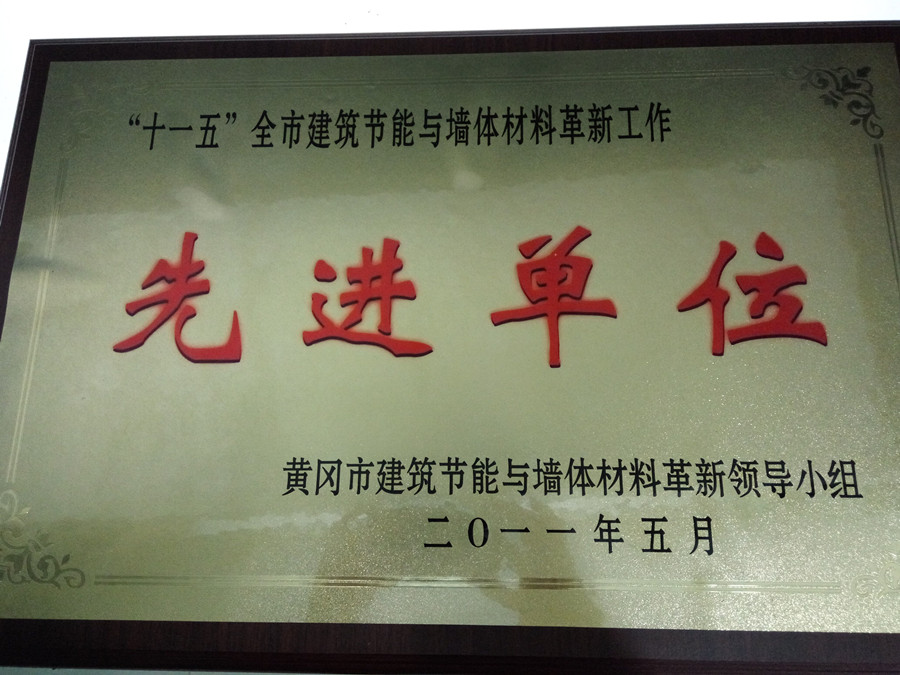 “十一五”全市建筑节能与墙体材料革新工作
先进单位
黄冈市建筑节能与墙体材料革新领导小组
二〇一一年五月